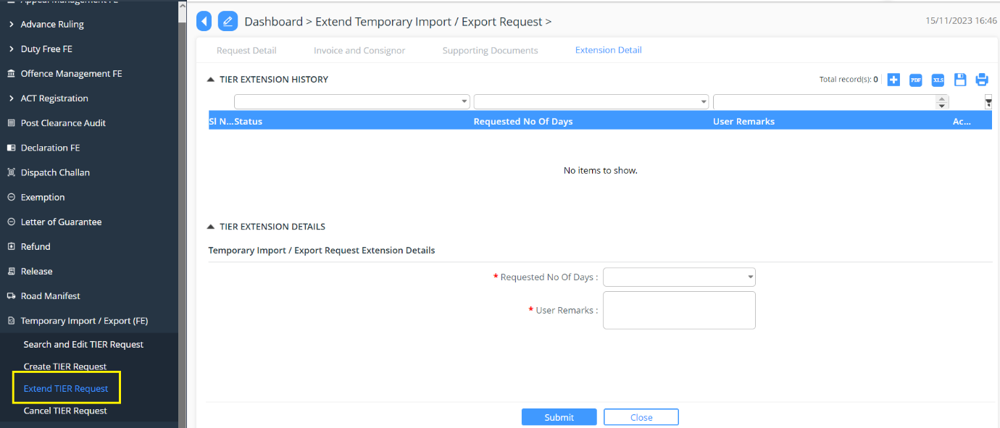 Appeal Management FE
Advance Ruling
Duty Free FE
Offence Management FE
ACT Registration
Post Clearance Audit
Declaration FE
Dispatch Challan
Exemption
Letter of Guarantee
Refund
Release
Road Manifest
Temporary Import / Export (FE)
Search and Edit TIER Request
Create TIER Request
Extend TIER Request
Cancel TIER Request
Dashboard > Extend Temporary Import / Export Request >
15/11/2023 16:46
Request Detail Invoice and Consignor Supporting Documents Extension Detail
TIER EXTENSION HISTORY
Total record(s): 0
PDF XLS
Sl N... Status Requested No Of Days User Remarks Ac...
No items to show.
TIER EXTENSION DETAILS
Temporary Import / Export Request Extension Details
* Requested No Of Days :
* User Remarks :
Submit Close